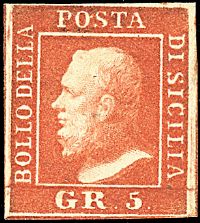 BOLLO DELLA
POSTA
DI SICILIA
GR. 5.